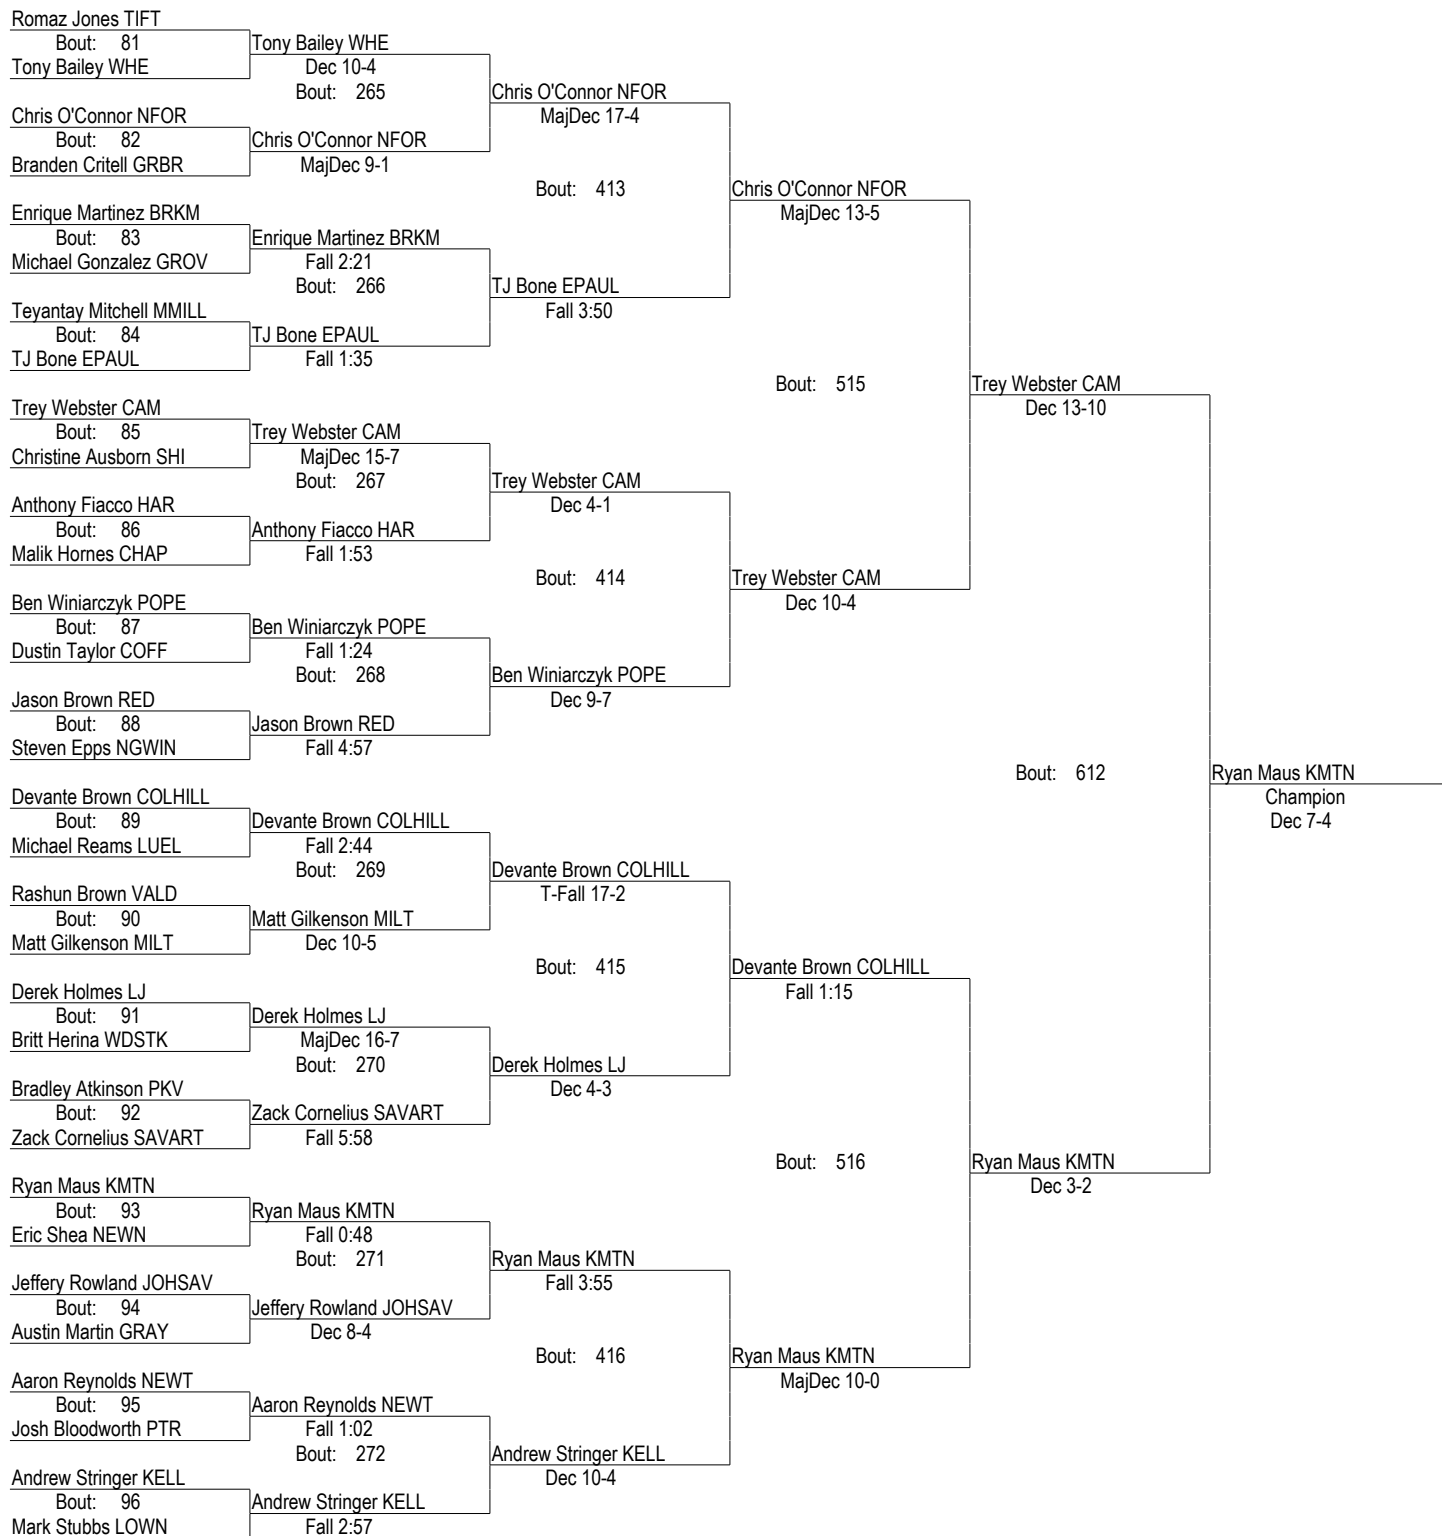 Romaz Jones TIFT
Bout: 81
Tony Bailey WHE
Tony Bailey WHE
Dec 10-4
Bout: 265
Chris O'Connor NFOR
MajDec 17-4
Chris O'Connor NFOR
Bout: 82
Branden Critell GRBR
Chris O'Connor NFOR
MajDec 9-1
Bout: 413
Chris O'Connor NFOR
MajDec 13-5
Enrique Martinez BRKM
Bout: 83
Michael Gonzalez GROV
Enrique Martinez BRKM
Fall 2:21
Bout: 266
TJ Bone EPAUL
Fall 3:50
Teyantay Mitchell MMILL
Bout: 84
TJ Bone EPAUL
TJ Bone EPAUL
Fall 1:35
Bout: 515
Trey Webster CAM
Dec 13-10
Trey Webster CAM
Bout: 85
Christine Ausborn SHI
Trey Webster CAM
MajDec 15-7
Bout: 267
Trey Webster CAM
Dec 4-1
Anthony Fiacco HAR
Bout: 86
Malik Hornes CHAP
Anthony Fiacco HAR
Fall 1:53
Bout: 414
Trey Webster CAM
Dec 10-4
Ben Winiarczyk POPE
Bout: 87
Dustin Taylor COFF
Ben Winiarczyk POPE
Fall 1:24
Bout: 268
Ben Winiarczyk POPE
Dec 9-7
Jason Brown RED
Bout: 88
Steven Epps NGWIN
Jason Brown RED
Fall 4:57
Bout: 612
Ryan Maus KMTN
Champion
Dec 7-4
Devante Brown COLHILL
Bout: 89
Michael Reams LUEL
Devante Brown COLHILL
Fall 2:44
Bout: 269
Devante Brown COLHILL
T-Fall 17-2
Rashun Brown VALD
Bout: 90
Matt Gilkenson MILT
Matt Gilkenson MILT
Dec 10-5
Bout: 415
Devante Brown COLHILL
Fall 1:15
Derek Holmes LJ
Bout: 91
Britt Herina WDSTK
Derek Holmes LJ
MajDec 16-7
Bout: 270
Derek Holmes LJ
Dec 4-3
Bradley Atkinson PKV
Bout: 92
Zack Cornelius SAVART
Zack Cornelius SAVART
Fall 5:58
Bout: 516
Ryan Maus KMTN
Dec 3-2
Ryan Maus KMTN
Bout: 93
Eric Shea NEWN
Ryan Maus KMTN
Fall 0:48
Bout: 271
Ryan Maus KMTN
Fall 3:55
Jeffery Rowland JOHSAV
Bout: 94
Austin Martin GRAY
Jeffery Rowland JOHSAV
Dec 8-4
Bout: 416
Ryan Maus KMTN
MajDec 10-0
Aaron Reynolds NEWT
Bout: 95
Josh Bloodworth PTR
Aaron Reynolds NEWT
Fall 1:02
Bout: 272
Andrew Stringer KELL
Dec 10-4
Andrew Stringer KELL
Bout: 96
Mark Stubbs LOWN
Andrew Stringer KELL
Fall 2:57